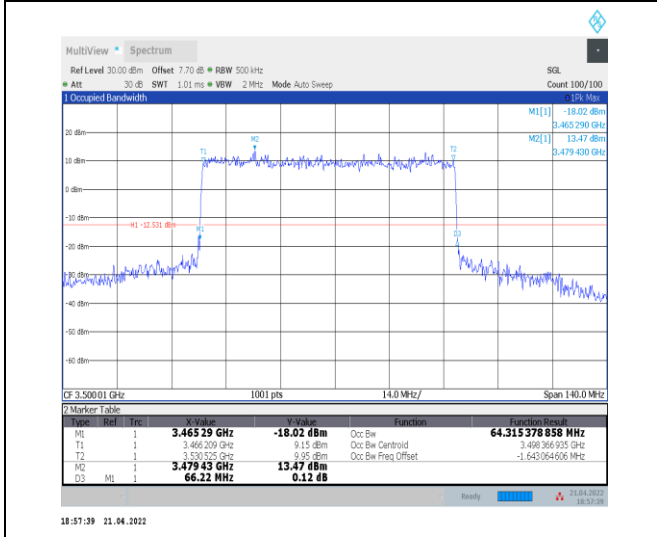 MultiView Spectrum
Ref Level 30.00 dBm Offset 7.70 dB RBW 500 kHz SGL
Att 30 dB SWT 1.01 ms VBW 2 MHz Mode Auto Sweep Count 100/100
1 Occupied Bandwidth 1Pk Max
M1[1] -18.02 dBm
3.465 290 GHz
M2[1] 13.47 dBm
3.479 430 GHz
20 dBm
M2
T1 T2
10 dBm
0 dBm
-10 dBm
H1 -12.531 dBm
M1
D3
-20 dBm
-30 dBm
-40 dBm
-50 dBm
-60 dBm
CF 3.500 01 GHz 1001 pts 14.0 MHz/ Span 140.0 MHz
2 Marker Table
Type Ref Trc X-Value Y-Value Function Function Result
M1 1 3.465 29 GHz -18.02 dBm Occ Bw 64.315 378 858 MHz
T1 1 3.466 209 GHz 9.15 dBm Occ Bw Centroid 3.498 366 935 GHz
T2 1 3.530 525 GHz 9.95 dBm Occ Bw Freq Offset -1.643 064 606 MHz
M2 1 3.479 43 GHz 13.47 dBm
D3 M1 1 66.22 MHz 0.12 dB
Ready 21.04.2022
18:57:39
18:57:39 21.04.2022